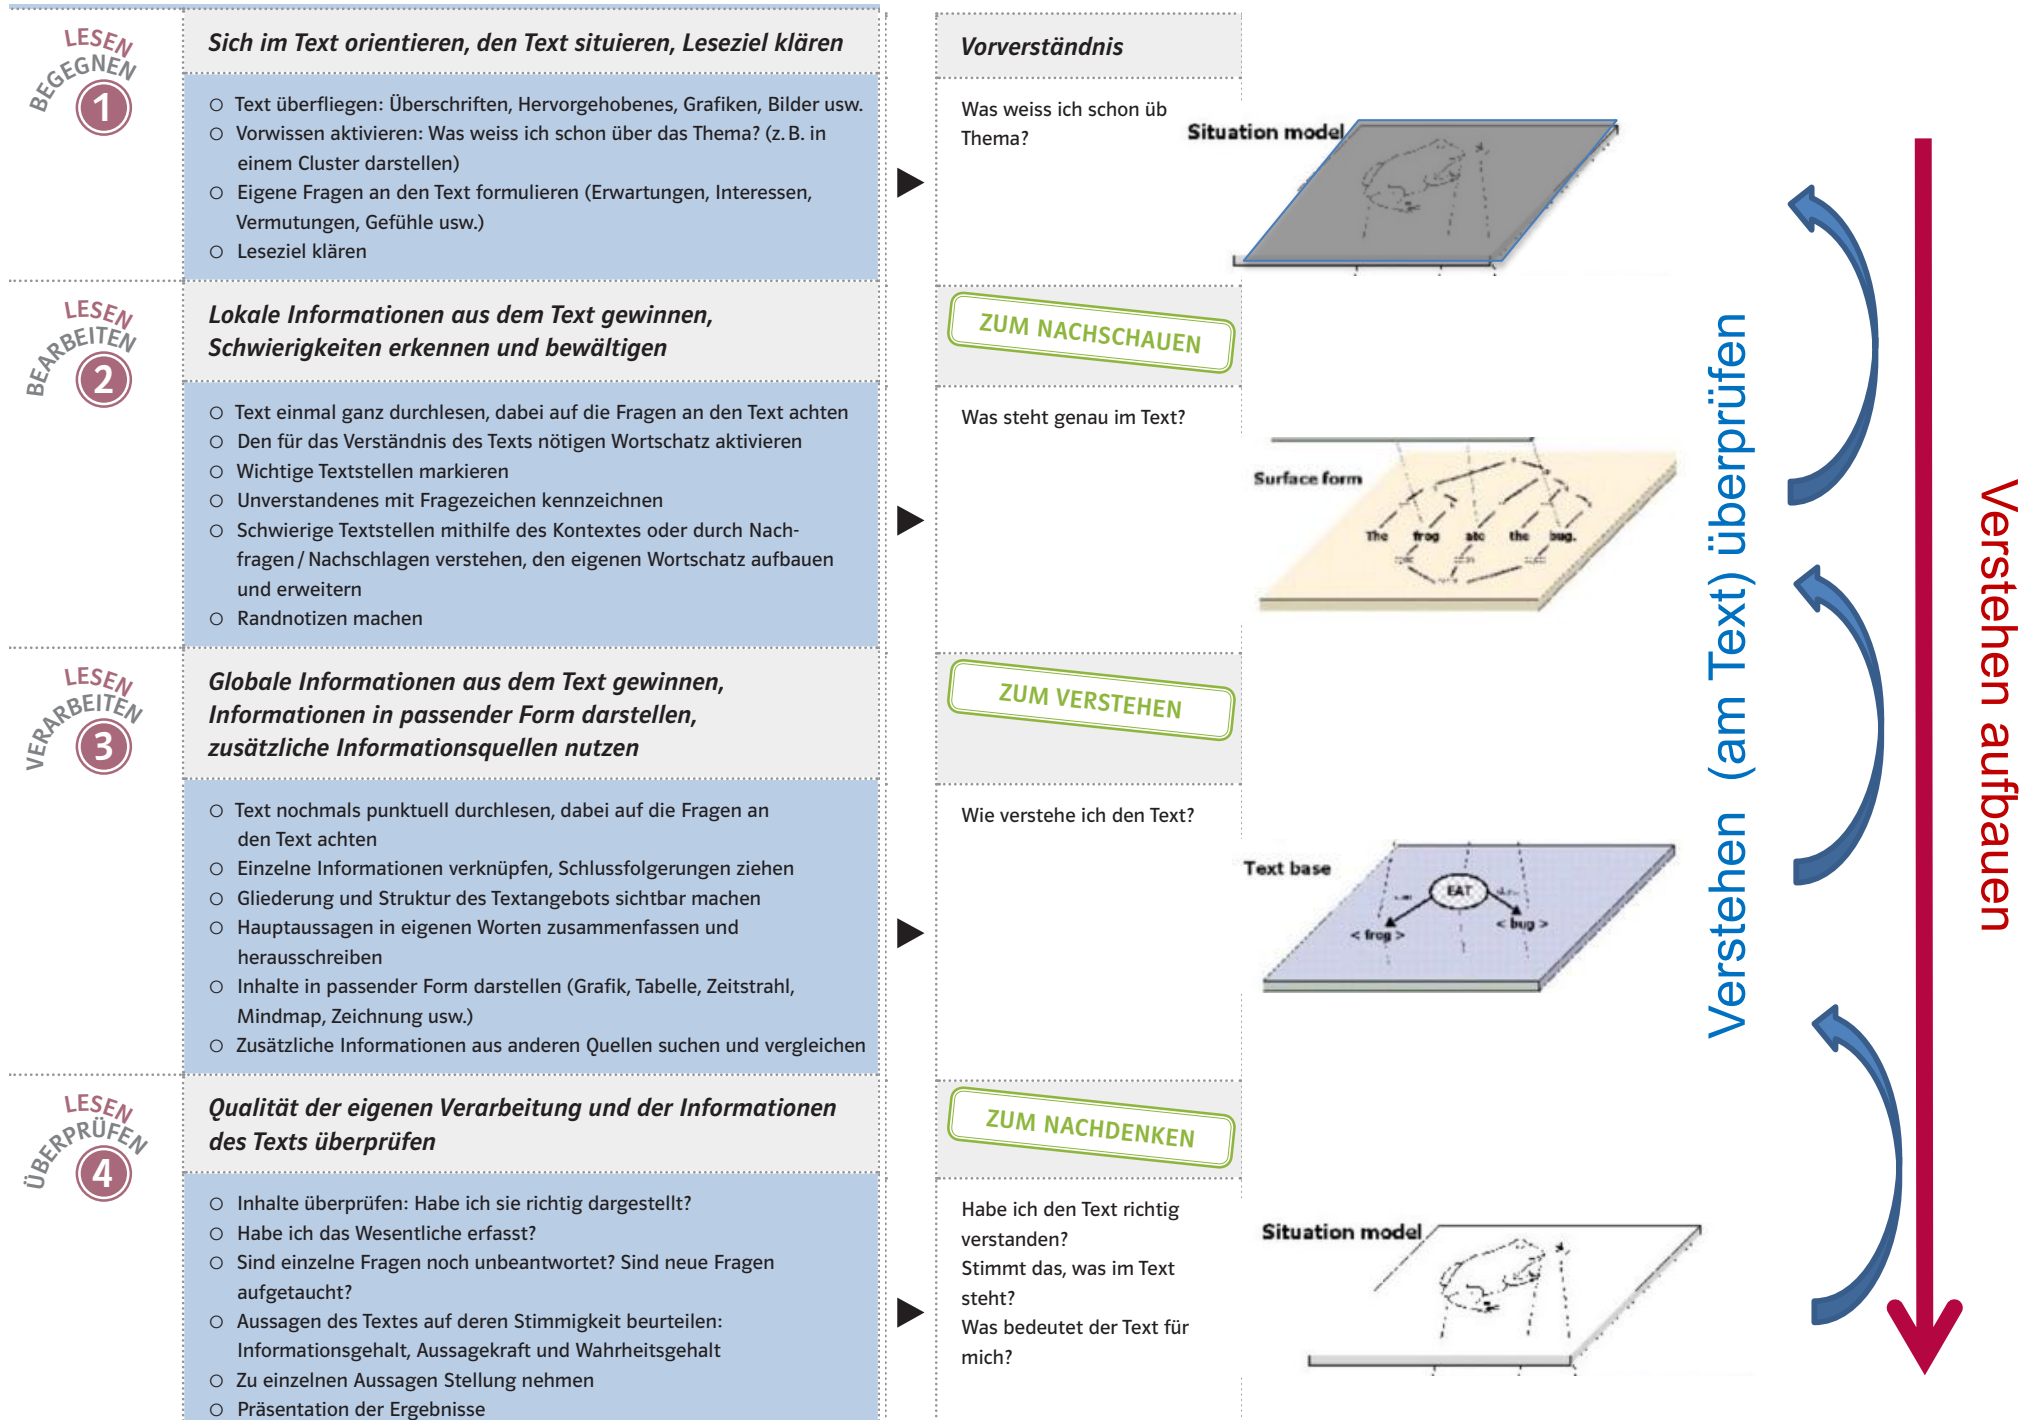 LESEN
BEGEGNEN
1
Sich im Text orientieren, den Text situieren, Leseziel klären
○ Text überfliegen: Überschriften, Hervorgehobenes, Grafiken, Bilder usw.
○ Vorwissen aktivieren: Was weiss ich schon über das Thema? (z. B. in
einem Cluster darstellen)
○ Eigene Fragen an den Text formulieren (Erwartungen, Interessen,
Vermutungen, Gefühle usw.)
○ Leseziel klären
Vorverständnis
Was weiss ich schon üb
Thema?
Situation model
LESEN
BEARBEITEN
2
Lokale Informationen aus dem Text gewinnen,
Schwierigkeiten erkennen und bewältigen
○ Text einmal ganz durchlesen, dabei auf die Fragen an den Text achten
○ Den für das Verständnis des Texts nötigen Wortschatz aktivieren
○ Wichtige Textstellen markieren
○ Unverstandenes mit Fragezeichen kennzeichnen
○ Schwierige Textstellen mithilfe des Kontextes oder durch Nach-
fragen / Nachschlagen verstehen, den eigenen Wortschatz aufbauen
und erweitern
○ Randnotizen machen
ZUM NACHSCHAUEN
Was steht genau im Text?
Surface form
The frog ate the bug.
LESEN
VERARBEITEN
3
Globale Informationen aus dem Text gewinnen,
Informationen in passender Form darstellen,
zusätzliche Informationsquellen nutzen
○ Text nochmals punktuell durchlesen, dabei auf die Fragen an
den Text achten
○ Einzelne Informationen verknüpfen, Schlussfolgerungen ziehen
○ Gliederung und Struktur des Textangebots sichtbar machen
○ Hauptaussagen in eigenen Worten zusammenfassen und
herausschreiben
○ Inhalte in passender Form darstellen (Grafik, Tabelle, Zeitstrahl,
Mindmap, Zeichnung usw.)
○ Zusätzliche Informationen aus anderen Quellen suchen und vergleichen
ZUM VERSTEHEN
Wie verstehe ich den Text?
Text base
EAT
< frog >
< bug >
LESEN
ÜBERPRÜFEN
4
Qualität der eigenen Verarbeitung und der Informationen
des Texts überprüfen
○ Inhalte überprüfen: Habe ich sie richtig dargestellt?
○ Habe ich das Wesentliche erfasst?
○ Sind einzelne Fragen noch unbeantwortet? Sind neue Fragen
aufgetaucht?
○ Aussagen des Textes auf deren Stimmigkeit beurteilen:
Informationsgehalt, Aussagekraft und Wahrheitsgehalt
○ Zu einzelnen Aussagen Stellung nehmen
○ Präsentation der Ergebnisse
ZUM NACHDENKEN
Habe ich den Text richtig
verstanden?
Stimmt das, was im Text
steht?
Was bedeutet der Text für
mich?
Situation model
Verstehen (am Text) überprüfen
Verstehen aufbauen